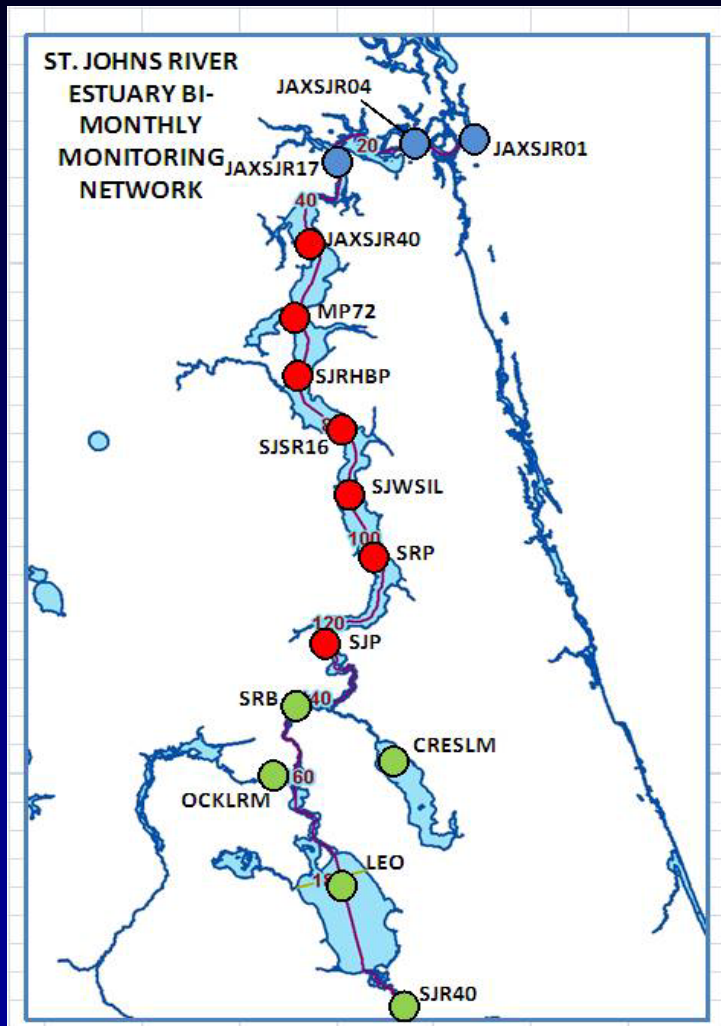 ST. JOHNS RIVER
ESTUARY BI-
MONTHLY
MONITORING
NETWORK
JAXSJR04
20
JAXSJR01
JAXSJR17
40
JAXSJR40
MP72
SJRHBP
SJSR16
SJWSIL
100
SRP
120
SJP
SRB
40
CRESLM
60
OCKLRM
LEO
18
SJR40